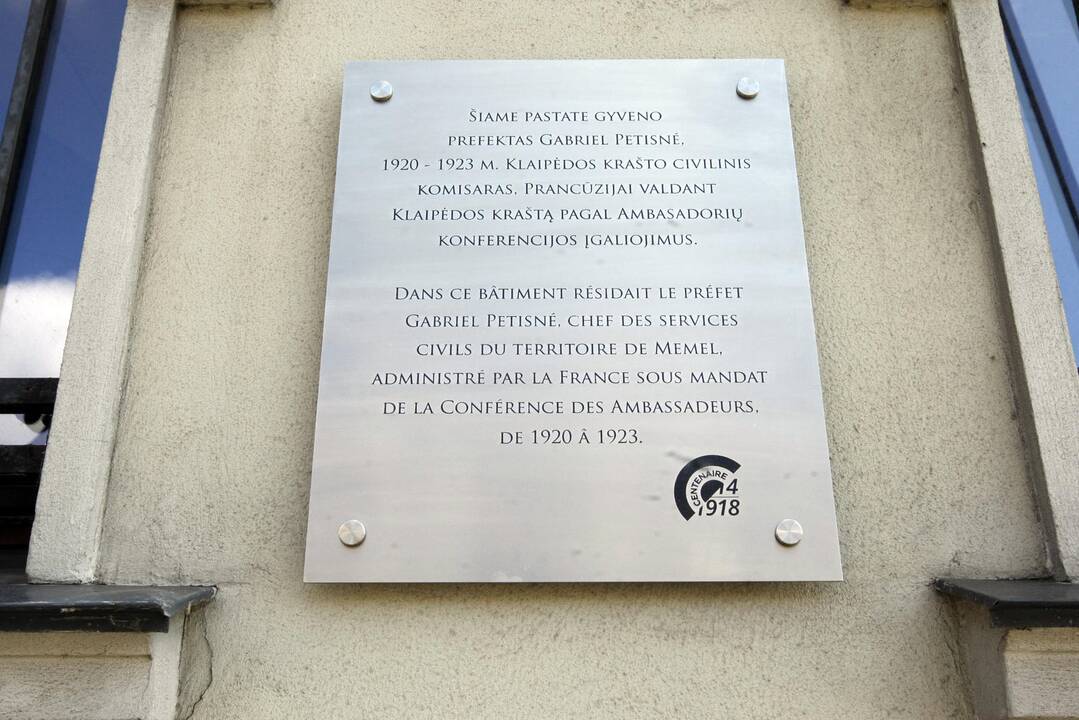 Šiame pastate gyveno
prefektas Gabriel Petisné,
1920 - 1923 m. Klaipėdos krašto civilinis
komisaras, Prancūzijai valdant
Klaipėdos kraštą pagal Ambasadorių
konferencijos įgaliojimus.
Dans ce bâtiment résidait le préfet
Gabriel Petisné, chef des services
civils du territoire de Memel,
administré par la France sous mandat
de la Conférence des Ambassadeurs,
de 1920 à 1923.
CENTENAIRE
14
1918